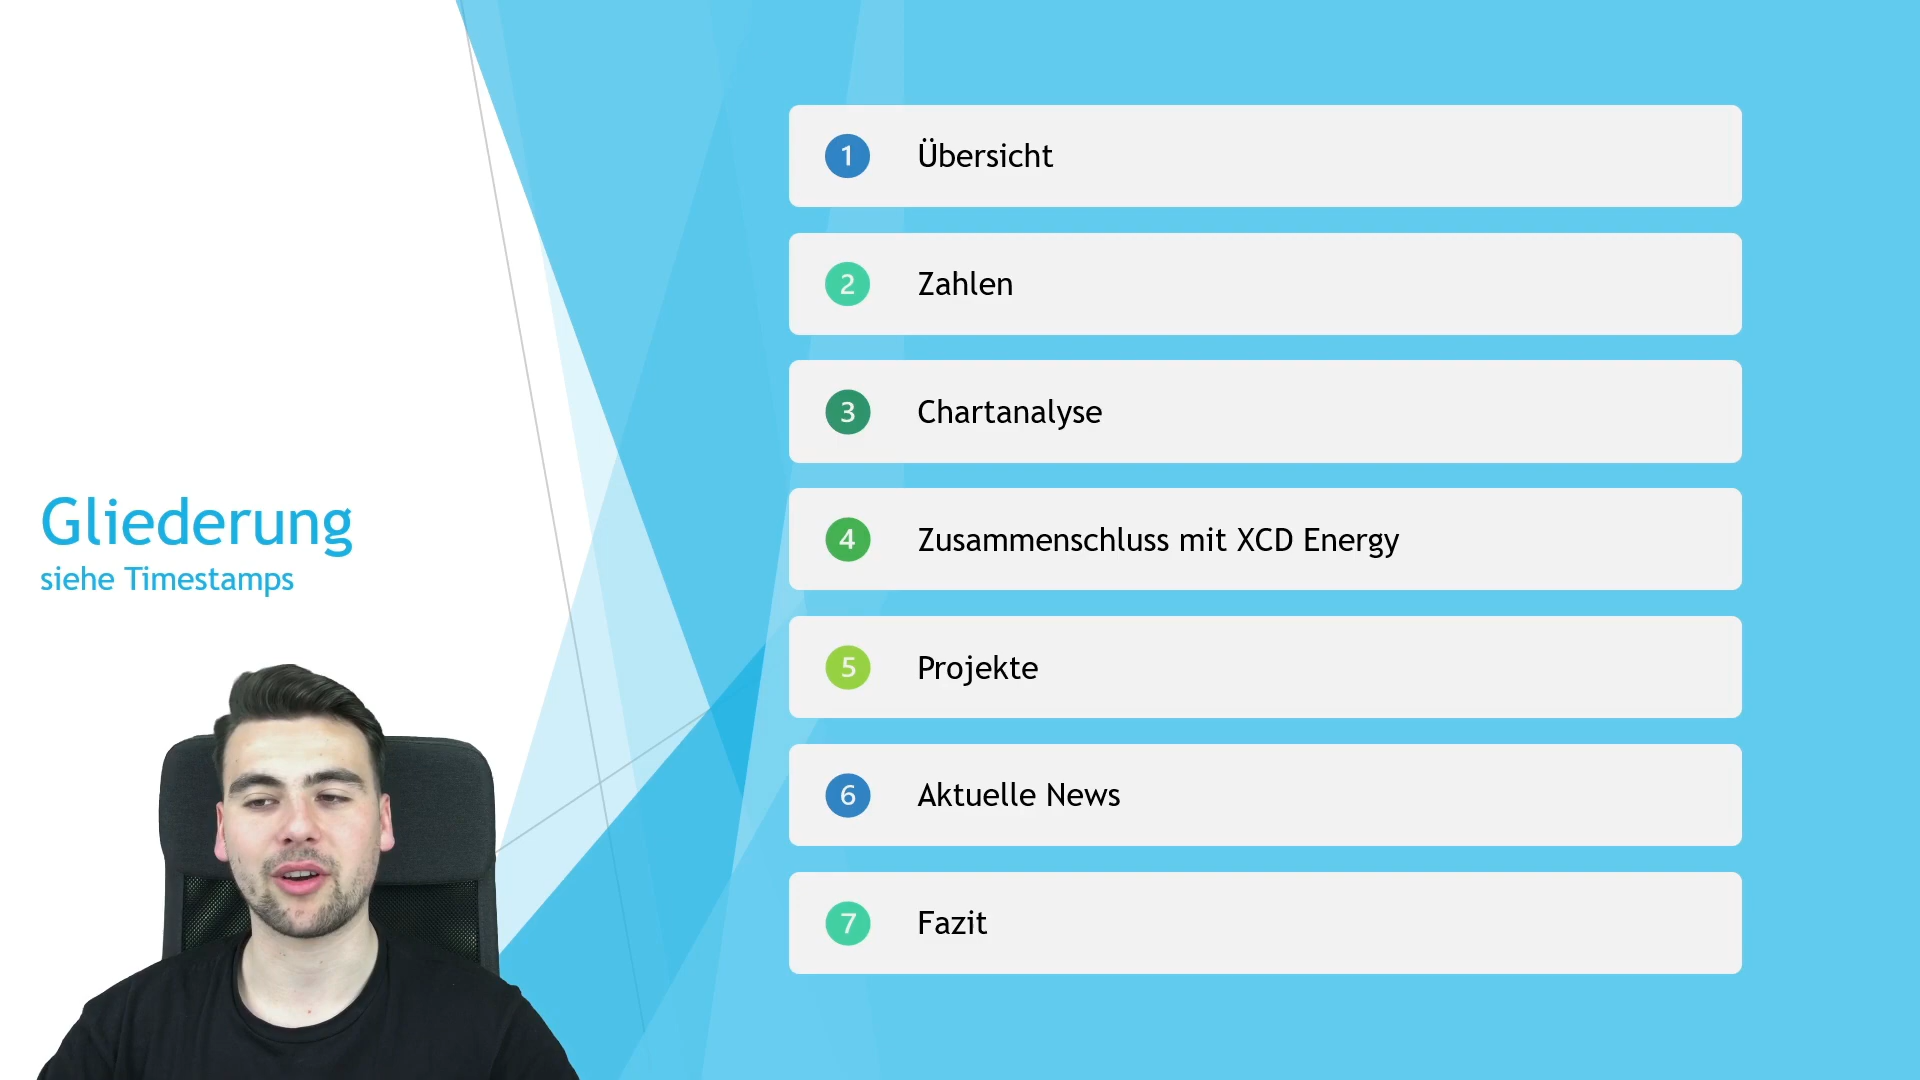 Gliederung
siehe Timestamps
1 Übersicht
2 Zahlen
3 Chartanalyse
4 Zusammenschluss mit XCD Energy
5 Projekte
6 Aktuelle News
7 Fazit